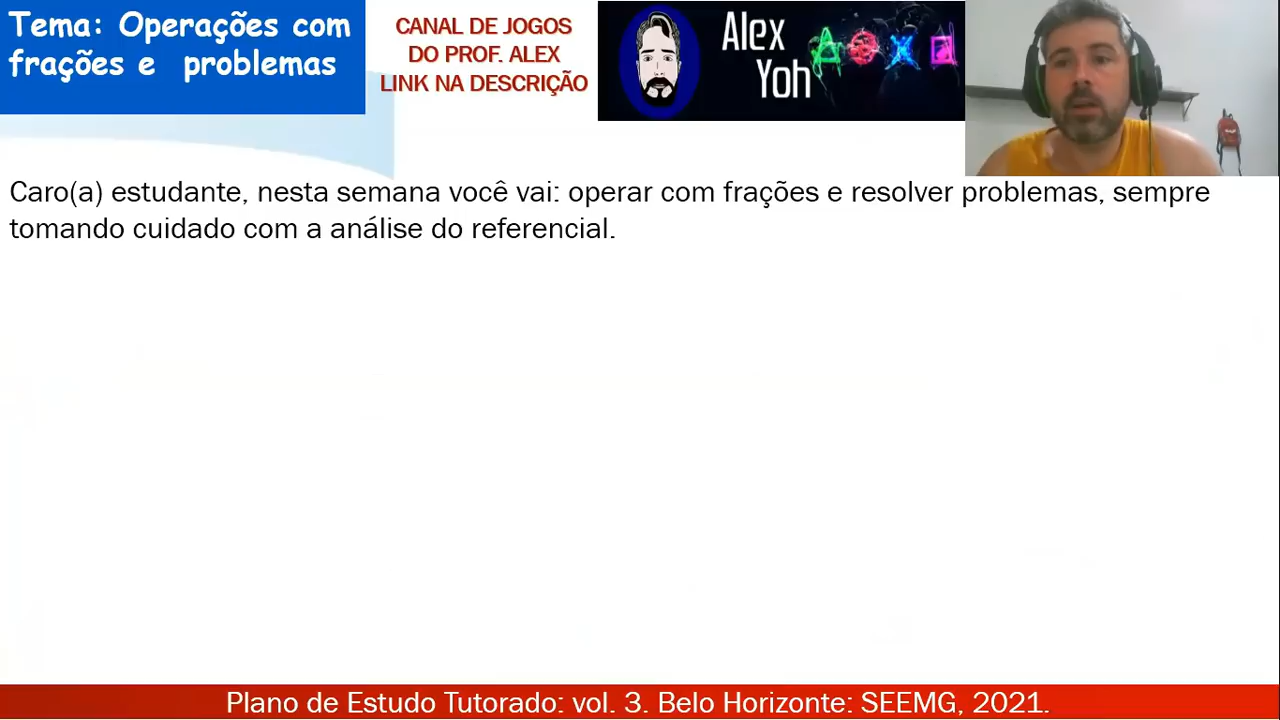 Tema: Operações com
frações e problemas
CANAL DE JOGOS
DO PROF. ALEX
LINK NA DESCRIÇÃO
Alex
Yoh
Caro(a) estudante, nesta semana você vai: operar com frações e resolver problemas, sempre
tomando cuidado com a análise do referencial.
Plano de Estudo Tutorado: vol. 3. Belo Horizonte: SEEMG, 2021.